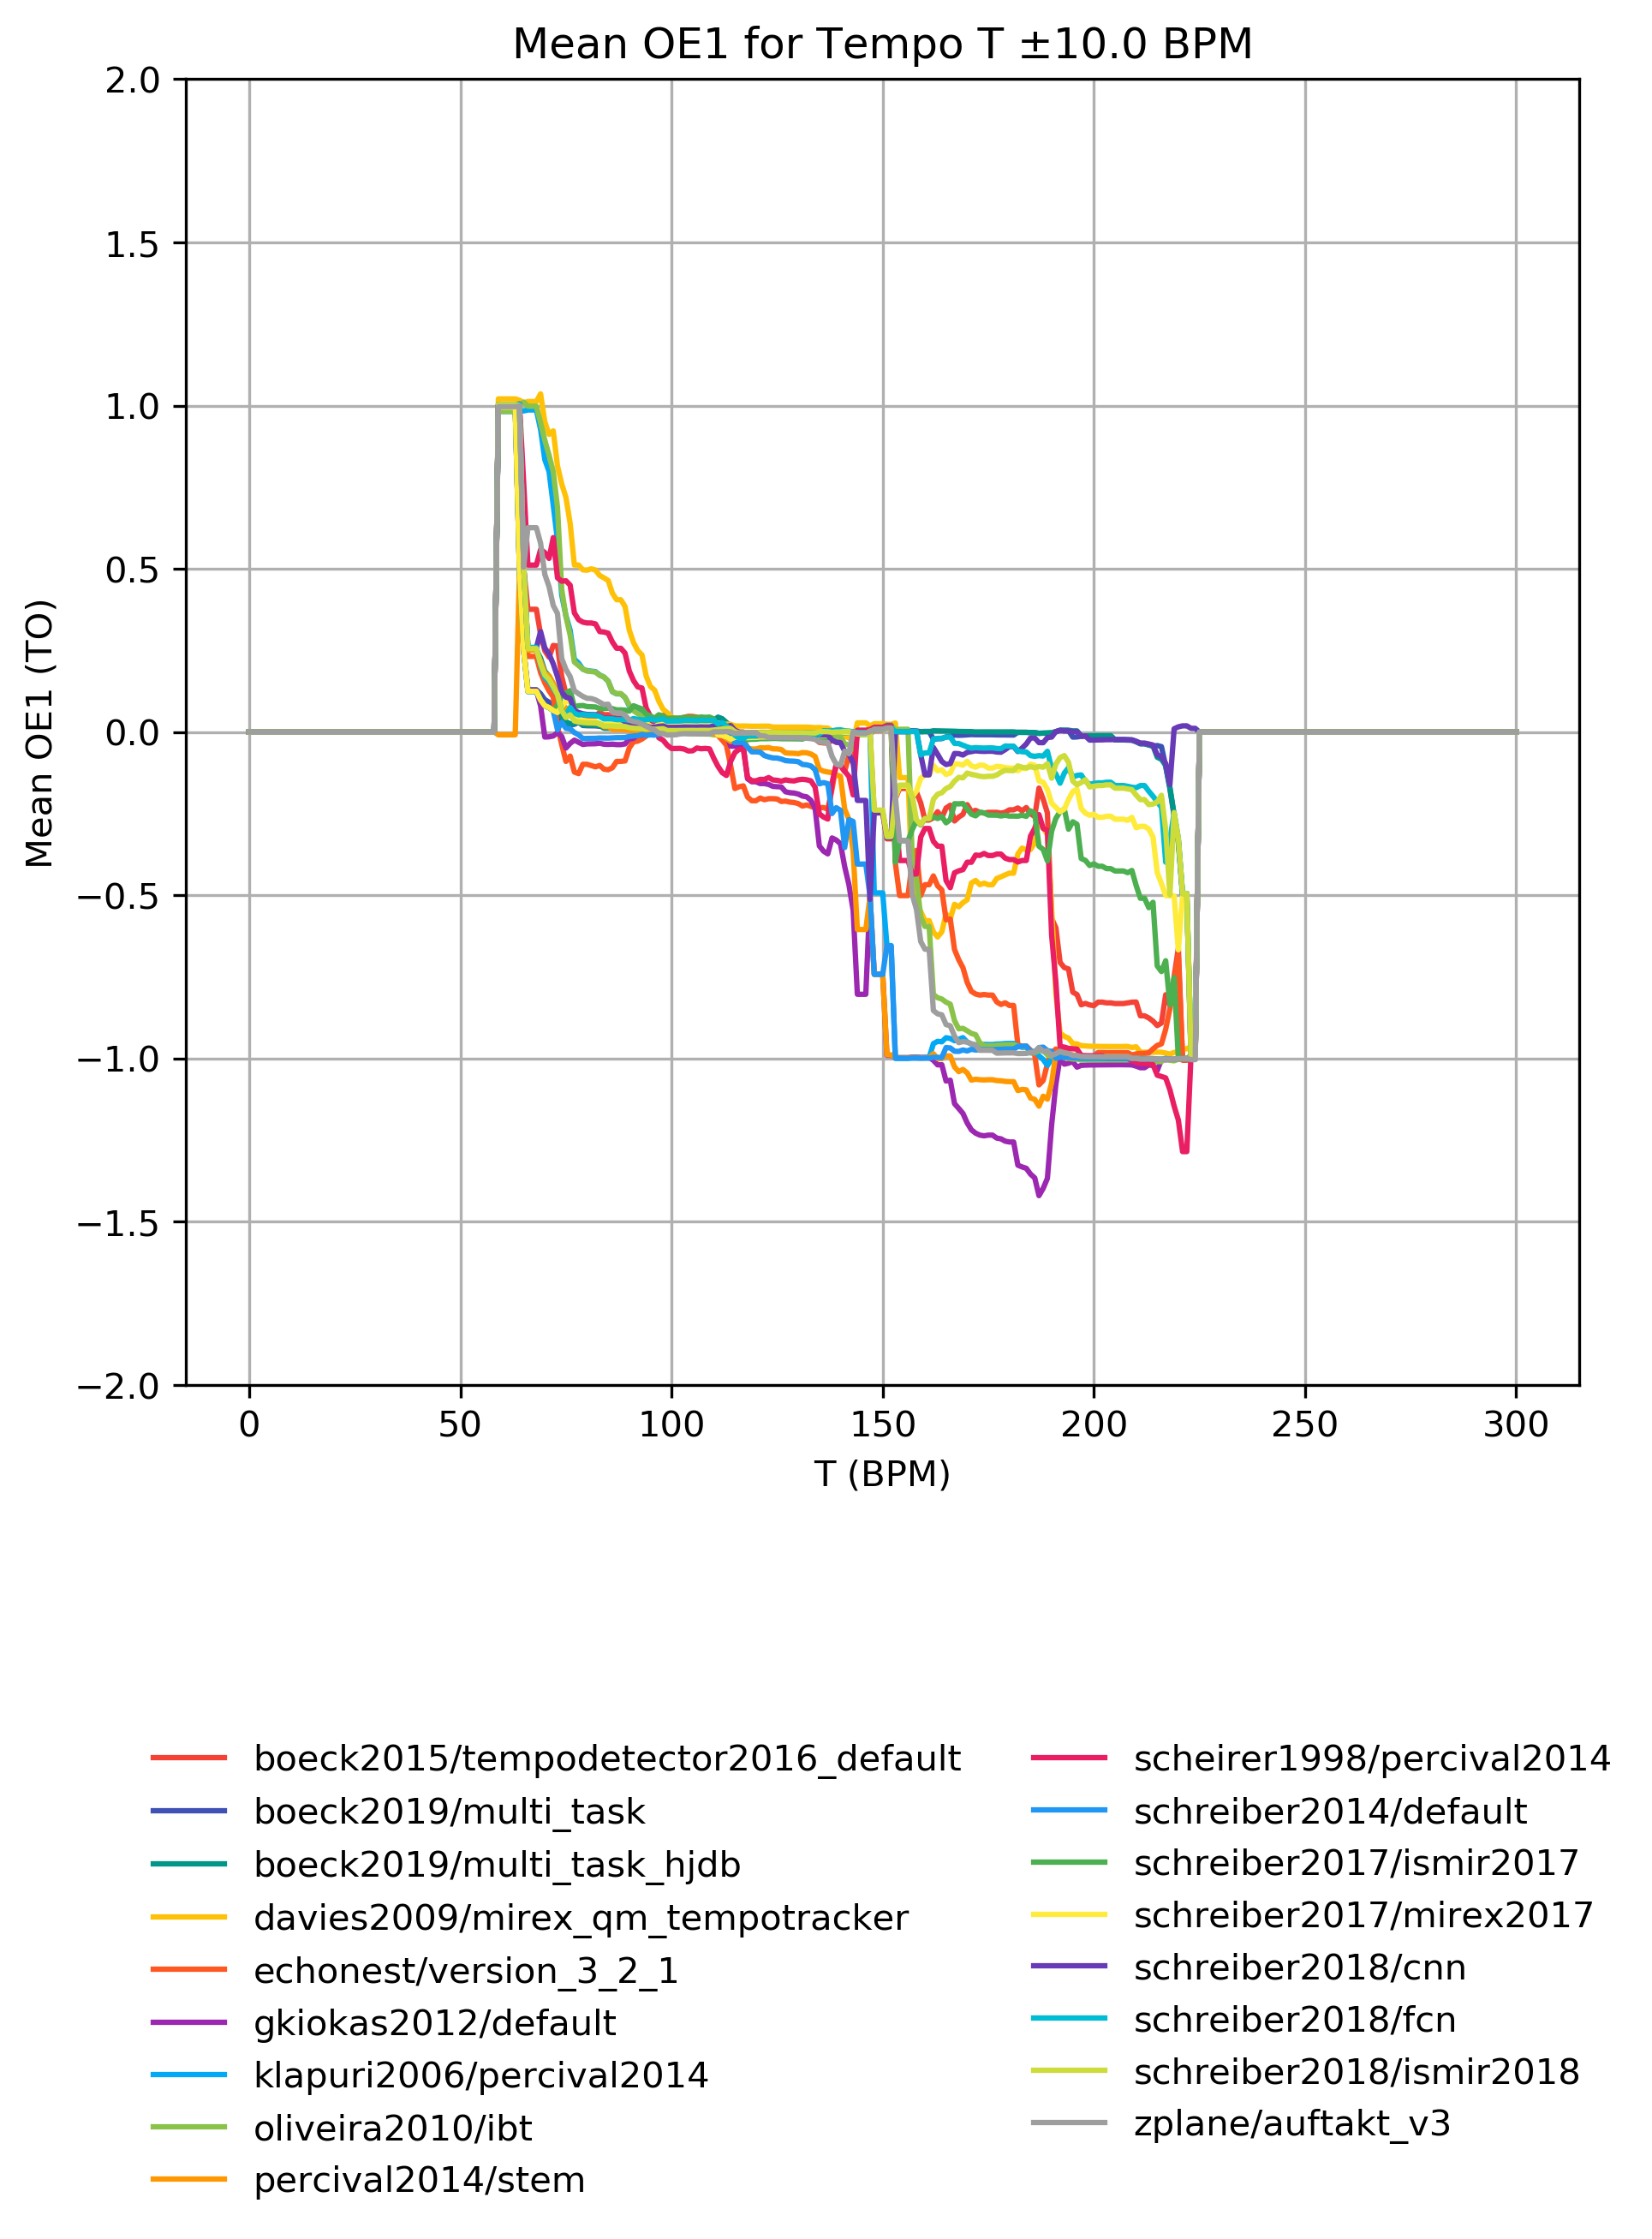 Mean OE1 for Tempo T ±10.0 BPM
2.0
1.5
1.0
0.5
0.0
−0.5
−1.0
−1.5
−2.0
Mean OE1 (TO)
0 50 100 150 200 250 300
T (BPM)
boeck2015/tempodetector2016_default
boeck2019/multi_task
boeck2019/multi_task_hjdb
davies2009/mirex_qm_tempotracker
echonest/version_3_2_1
gkiokas2012/default
klapuri2006/percival2014
oliveira2010/ibt
percival2014/stem
scheirer1998/percival2014
schreiber2014/default
schreiber2017/ismir2017
schreiber2017/mirex2017
schreiber2018/cnn
schreiber2018/fcn
schreiber2018/ismir2018
zplane/auftakt_v3